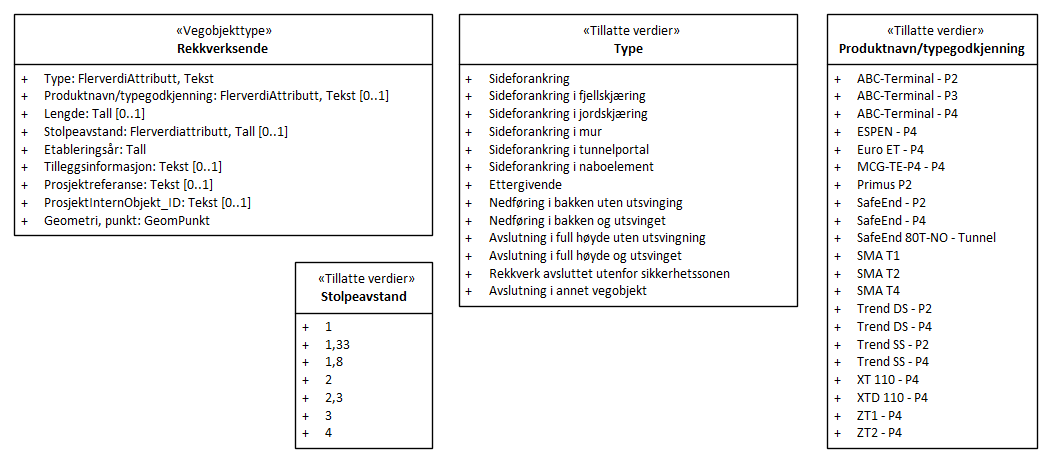 «Vegobjekttype»
Rekkverksende
+ Type: FlerverdiAttributt, Tekst
+ Produktnavn/typegodkjenning: FlerverdiAttributt, Tekst [0..1]
+ Lengde: Tall [0..1]
+ Stolpeavstand: Flerverdiattributt, Tall [0..1]
+ Etableringsår: Tall
+ Tilleggsinformasjon: Tekst [0..1]
+ Prosjektreferanse: Tekst [0..1]
+ ProsjektInternObjekt_ID: Tekst [0..1]
+ Geometri, punkt: GeomPunkt
«Tillatte verdier»
Stolpeavstand
+ 1
+ 1,33
+ 1,8
+ 2
+ 2,3
+ 3
+ 4
«Tillatte verdier»
Type
+ Sideforankring
+ Sideforankring i fjellskjæring
+ Sideforankring i jordskjæring
+ Sideforankring i mur
+ Sideforankring i tunnelportal
+ Sideforankring i naboelement
+ Ettergivende
+ Nedføring i bakken uten utsvinging
+ Nedføring i bakken og utsvinget
+ Avslutning i full høyde uten utsvingning
+ Avslutning i full høyde og utsvinget
+ Rekkverk avsluttet utenfor sikkerhetssonen
+ Avslutning i annet vegobjekt
«Tillatte verdier»
Produktnavn/typegodkjenning
+ ABC-Terminal - P2
+ ABC-Terminal - P3
+ ABC-Terminal - P4
+ ESPEN - P4
+ Euro ET - P4
+ MCG-TE-P4 - P4
+ Primus P2
+ SafeEnd - P2
+ SafeEnd - P4
+ SafeEnd 80T-NO - Tunnel
+ SMA T1
+ SMA T2
+ SMA T4
+ Trend DS - P2
+ Trend DS - P4
+ Trend SS - P2
+ Trend SS - P4
+ XT 110 - P4
+ XTD 110 - P4
+ ZT1 - P4
+ ZT2 - P4